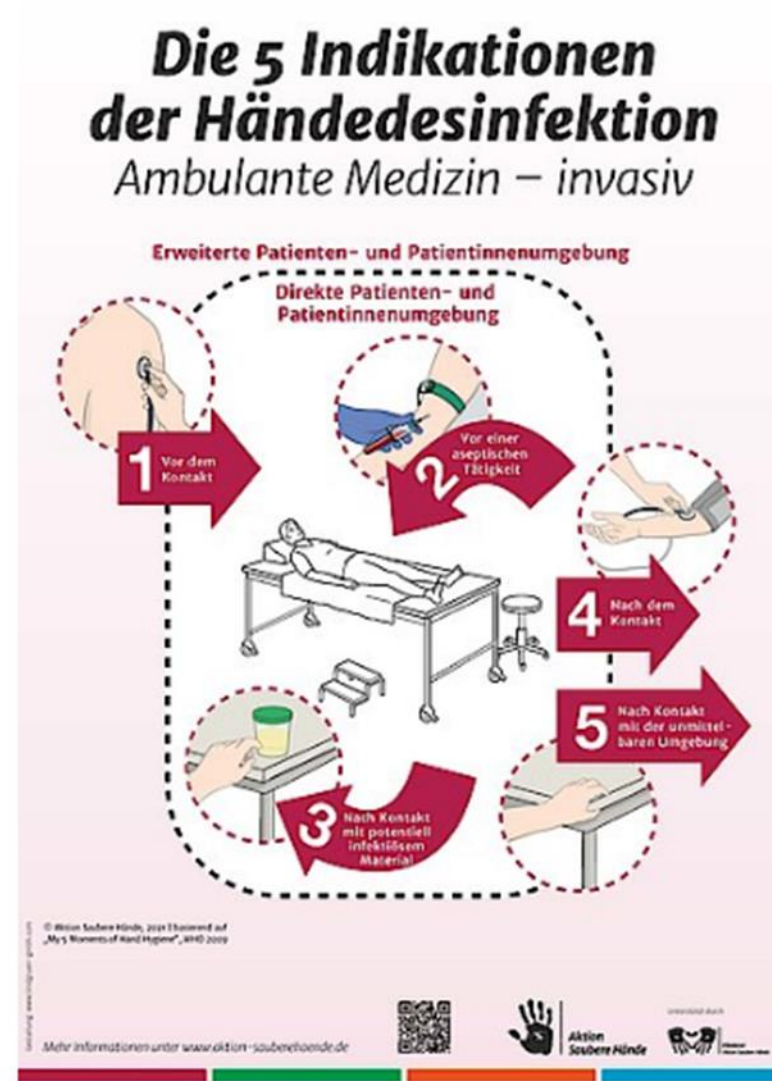 Die 5 Indikationen
der Händedesinfektion
Ambulante Medizin – invasiv
Erweiterte Patienten- und Patientinnenumgebung
Direkte Patienten- und
Patientinnenumgebung
1 Vor dem
Kontakt
2 Vor einer
aseptischen
Tätigkeit
4 Nach dem
Kontakt
5 Nach Kontakt
mit der unmittel-
baren Umgebung
3 Nach Kontakt
mit potentiell
infektiösem
Material
© Aktion Saubere Hände, 2021 | basierend auf
„My 5 Moments of Hand Hygiene", WHO 2009
Mehr Informationen unter www.aktion-sauberehaende.de
Aktion
Saubere Hände